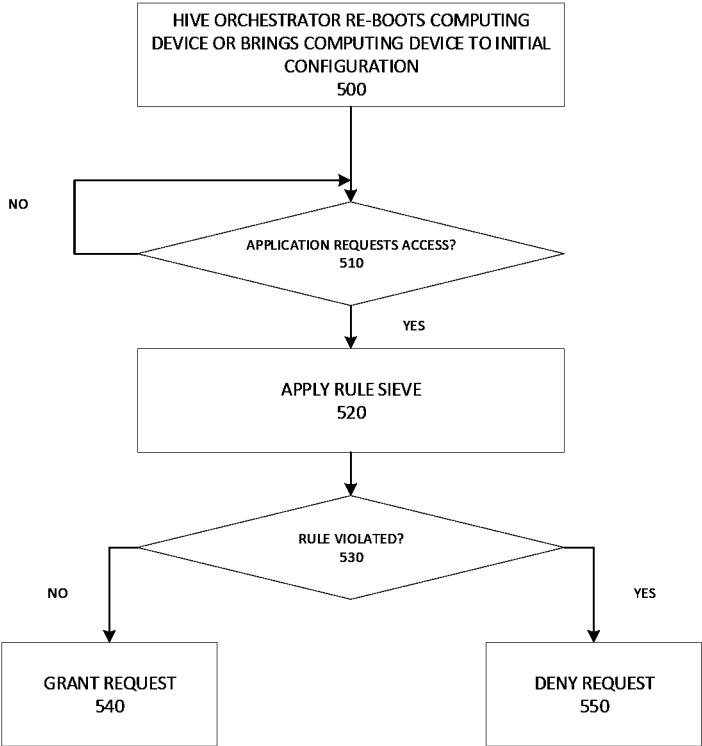 HIVE ORCHESTRATOR RE-BOOTS COMPUTING
DEVICE OR BRINGS COMPUTING DEVICE TO INITIAL
CONFIGURATION
500
NO
APPLICATION REQUESTS ACCESS?
510
YES
APPLY RULE SIEVE
520
RULE VIOLATED?
530
NO
YES
GRANT REQUEST
540
DENY REQUEST
550